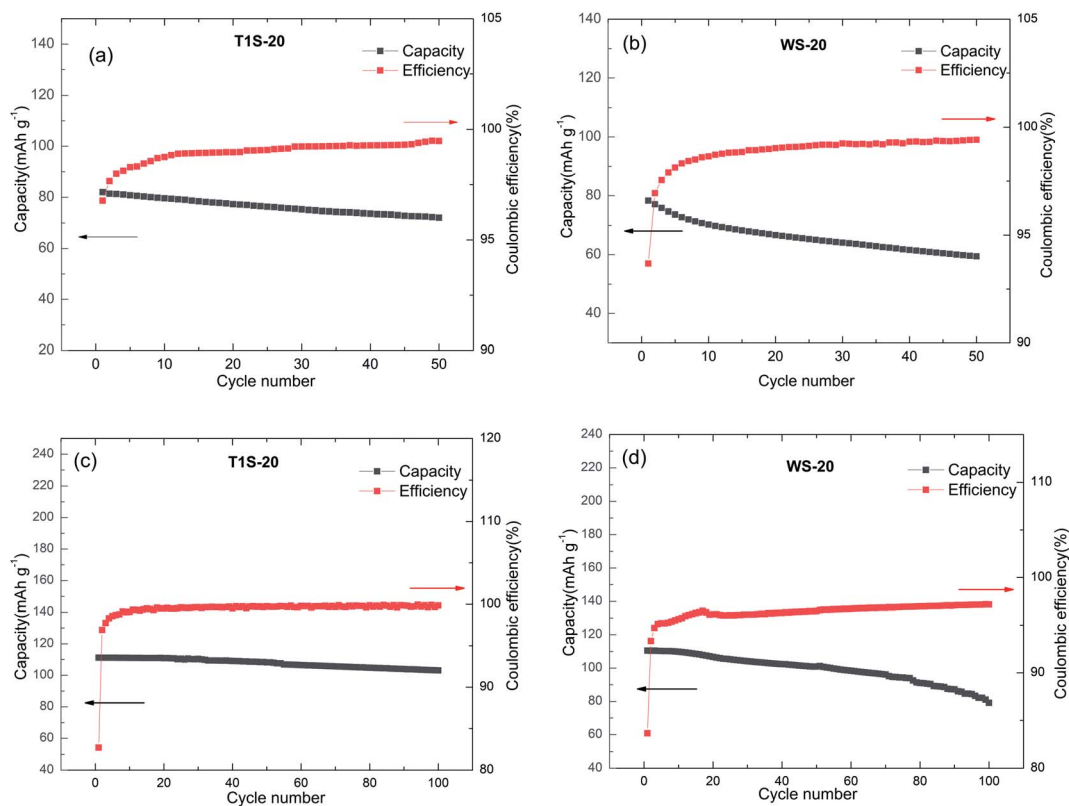 (a)
T1S-20
Capacity
Efficiency
Capacity(mAh g-1)
140
120
100
80
60
40
20
105
100
95
90
Coulombic efficiency(%)
0 10 20 30 40 50
Cycle number
(b)
WS-20
Capacity
Efficiency
Capacity(mAh g-1)
140
120
100
80
60
40
105
100
95
90
Coulombic efficiency(%)
0 10 20 30 40 50
Cycle number
(c)
T1S-20
Capacity
Efficiency
Capacity(mAh g-1)
240
220
200
180
160
140
120
100
80
60
40
120
110
100
90
80
Coulombic efficiency(%)
0 20 40 60 80 100
Cycle number
(d)
WS-20
Capacity
Efficiency
Capacity(mAh g-1)
240
220
200
180
160
140
120
100
80
60
40
110
100
90
80
Coulombic efficiency(%)
0 20 40 60 80 100
Cycle number